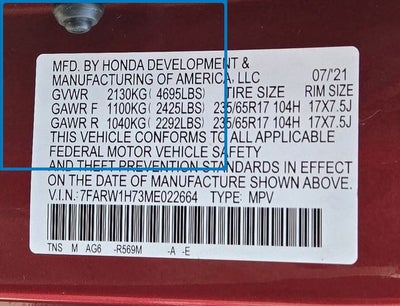 MFD. BY HONDA DEVELOPMENT &
MANUFACTURING OF AMERICA, LLC 07/'21
GVWR 2130KG ( 4695LBS) TIRE SIZE RIM SIZE
GAWR F 1100KG ( 2425LBS) 235/65R17 104H 17X7.5J
GAWR R 1040KG ( 2292LBS) 235/65R17 104H 17X7.5J
THIS VEHICLE CONFORMS TO ALL APPLICABLE
FEDERAL MOTOR VEHICLE SAFETY
AND THEFT PREVENTION STANDARDS IN EFFECT
ON THE DATE OF MANUFACTURE SHOWN ABOVE.
V.I.N.: 7FARW1H73ME022664 TYPE: MPV
TNS M AG6 -R569M -A -E